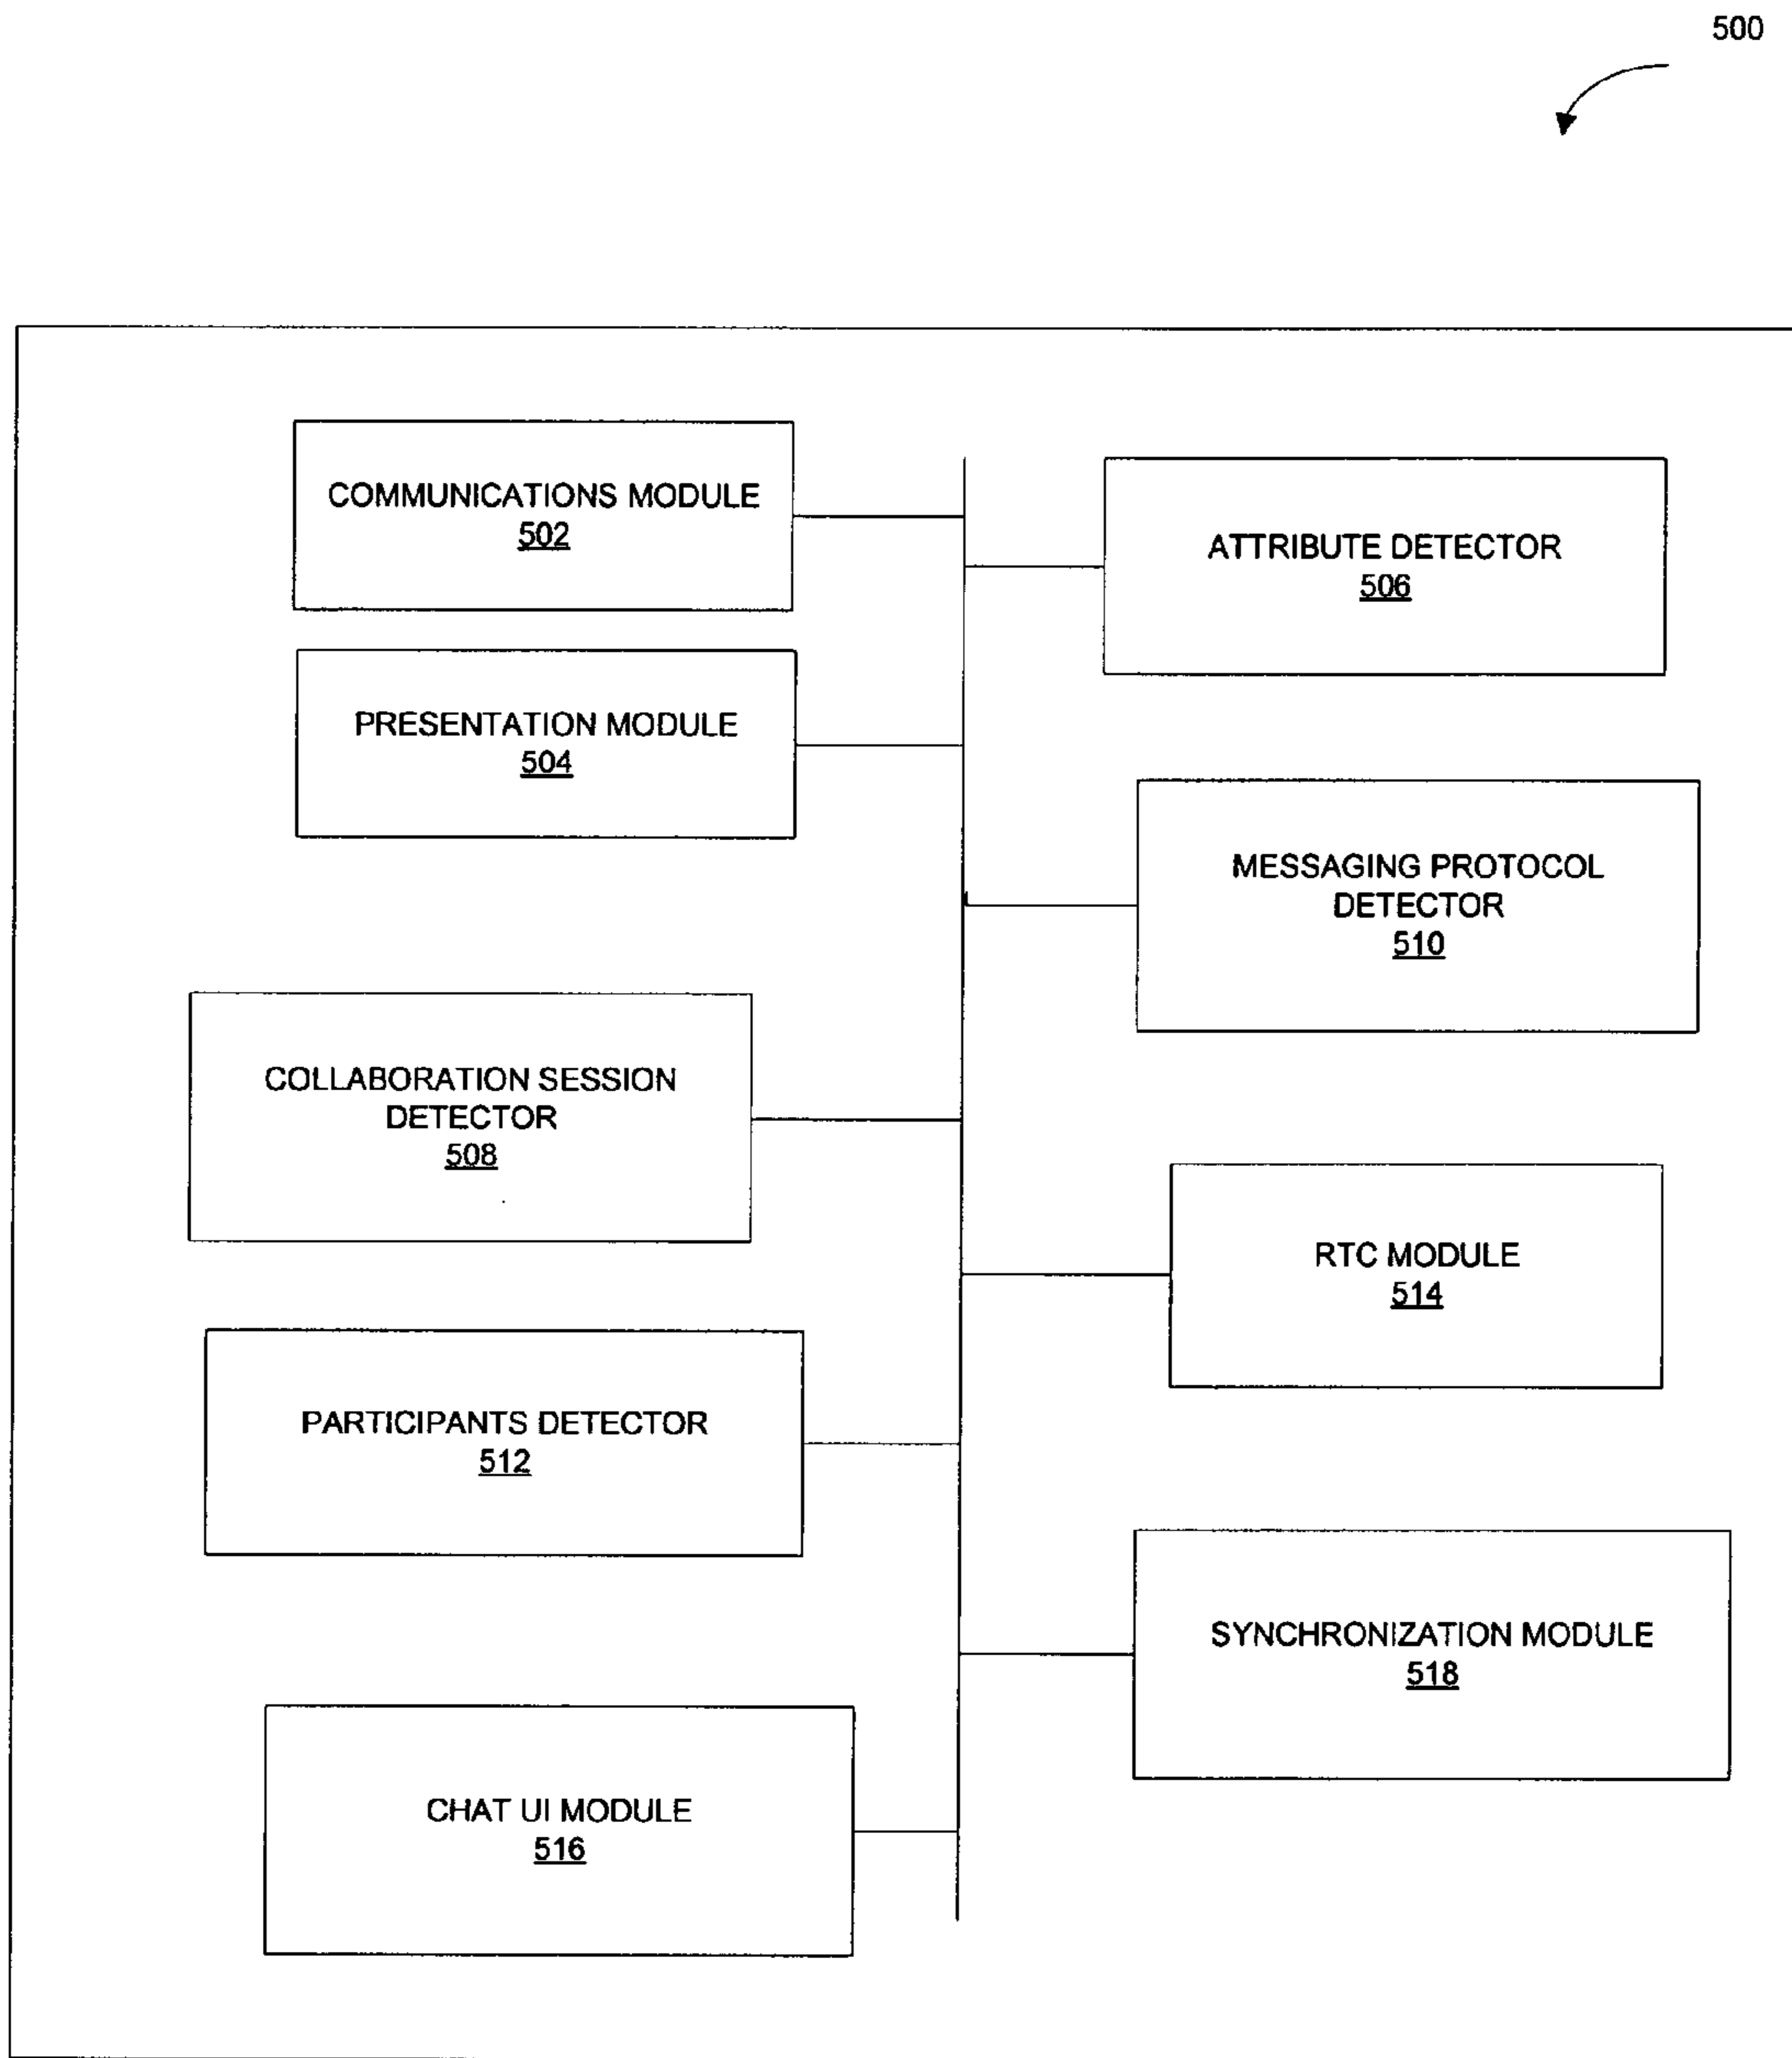 500
COMMUNICATIONS MODULE
502
ATTRIBUTE DETECTOR
506
PRESENTATION MODULE
504
MESSAGING PROTOCOL
DETECTOR
510
COLLABORATION SESSION
DETECTOR
508
RTC MODULE
514
PARTICIPANTS DETECTOR
512
SYNCHRONIZATION MODULE
518
CHAT UI MODULE
516